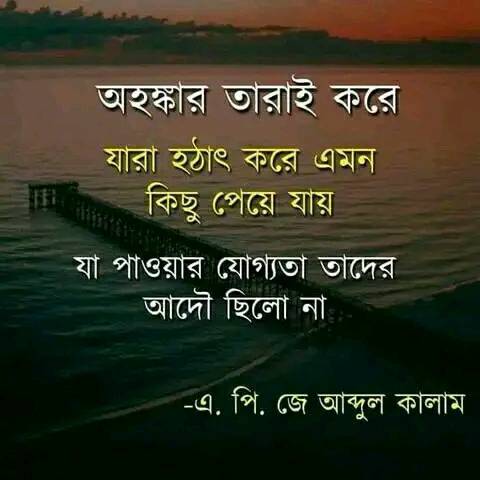 অহঙ্কার তারাই করে
যারা হঠাৎ করে এমন
কিছু পেয়ে যায়
যা পাওয়ার যোগ্যতা তাদের
আদৌ ছিলো না
-এ. পি. জে আব্দুল কালাম